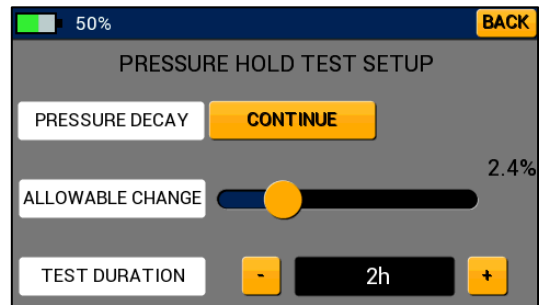 50% BACK
PRESSURE HOLD TEST SETUP
PRESSURE DECAY CONTINUE
2.4%
ALLOWABLE CHANGE
TEST DURATION - 2h +